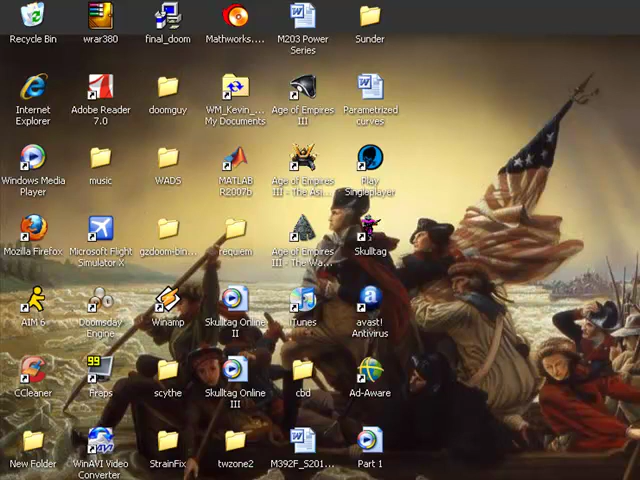 Recycle Bin
wrar380
final_doom
Mathworks....
M203 Power
Series
Sunder
Internet
Explorer
Adobe Reader
7.0
doomguy
WM_Kevin_...
My Documents
Age of Empires
III
Parametrized
curves
Windows Media
Player
music
WADS
MATLAB
R2007b
Age of Empires
III - The Asi...
Play
Singleplayer
Mozilla Firefox
Microsoft Flight
Simulator X
gzdoom-bin...
requiem
Age of Empires
III - The Wa...
Skulltag
AIM 6
Doomsday
Engine
Winamp
Skulltag Online
II
iTunes
avast!
Antivirus
CCleaner
99
Fraps
scythe
Skulltag Online
III
cbd
Ad-Aware
New Folder
WinAVI Video
Converter
StrainFix
twzone2
M392F_S201...
Part 1